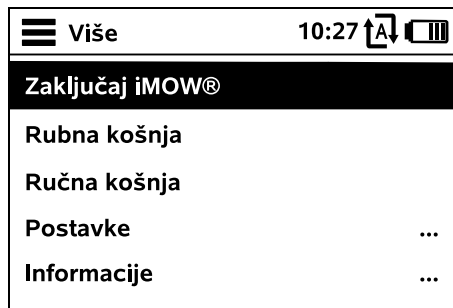 Više 10:27 A
Zaključaj iMOW®
Rubna košnja
Ručna košnja
Postavke ...
Informacije ...